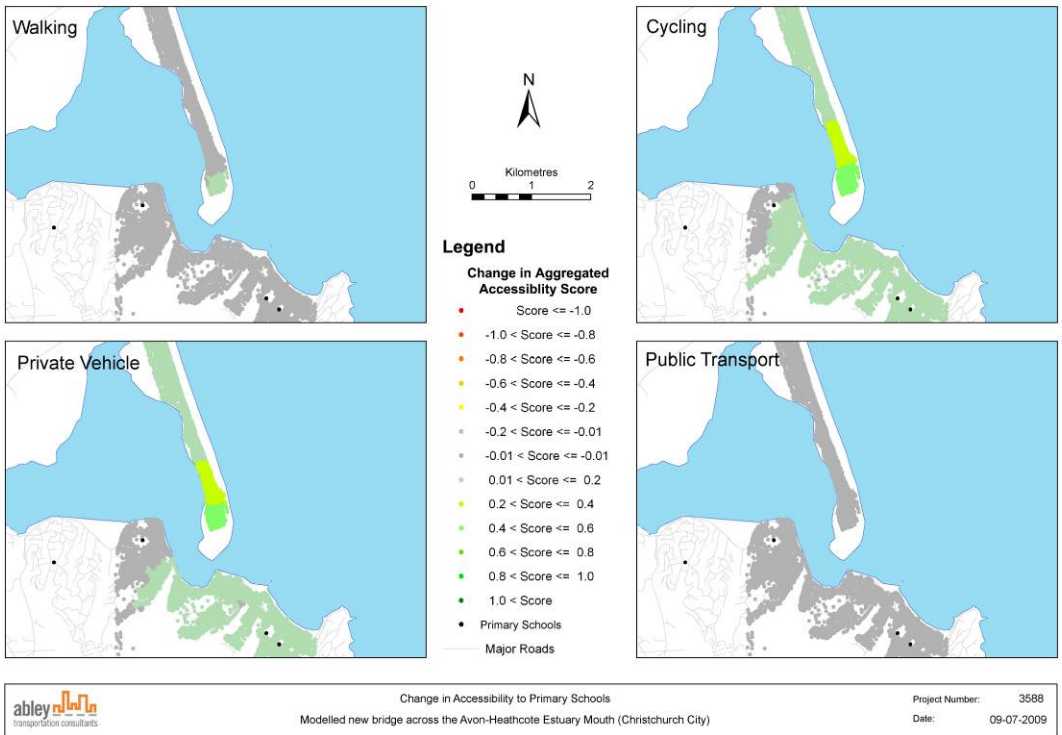 Walking
Cycling
N
Kilometres
0 1 2
Legend
Change in Aggregated
Accessiblity Score
Score <= -1.0
-1.0 < Score <= -0.8
-0.8 < Score <= -0.6
-0.6 < Score <= -0.4
-0.4 < Score <= -0.2
-0.2 < Score <= -0.01
-0.01 < Score <= -0.01
0.01 < Score <= 0.2
0.2 < Score <= 0.4
0.4 < Score <= 0.6
0.6 < Score <= 0.8
0.8 < Score <= 1.0
1.0 < Score
Primary Schools
Major Roads
Private Vehicle
Public Transport
abley
transportation consultants
Change in Accessibility to Primary Schools
Modelled new bridge across the Avon-Heathcote Estuary Mouth (Christchurch City)
Project Number: 3588
Date: 09-07-2009